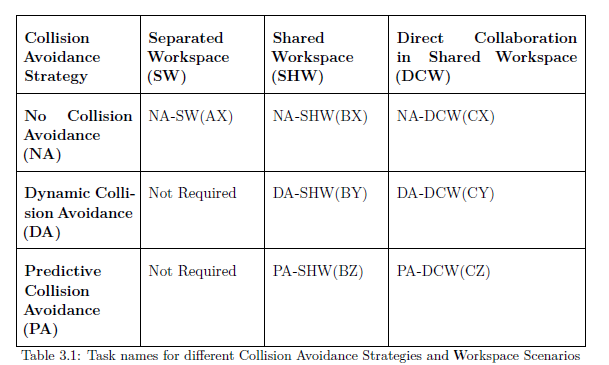 Collision Avoidance Strategy
Separated Workspace (SW)
Shared Workspace (SHW)
Direct Collaboration in Shared Workspace (DCW)
No Collision Avoidance (NA)
NA-SW(AX)
NA-SHW(BX)
NA-DCW(CX)
Dynamic Colli-
sion Avoidance
(DA)
Not Required
DA-SHW(BY)
DA-DCW(CY)
Predictive
Collision
Avoidance
(PA)
Not Required
PA-SHW(BZ)
PA-DCW(CZ)
Table 3.1: Task names for different Collision Avoidance Strategies and Workspace Scenarios